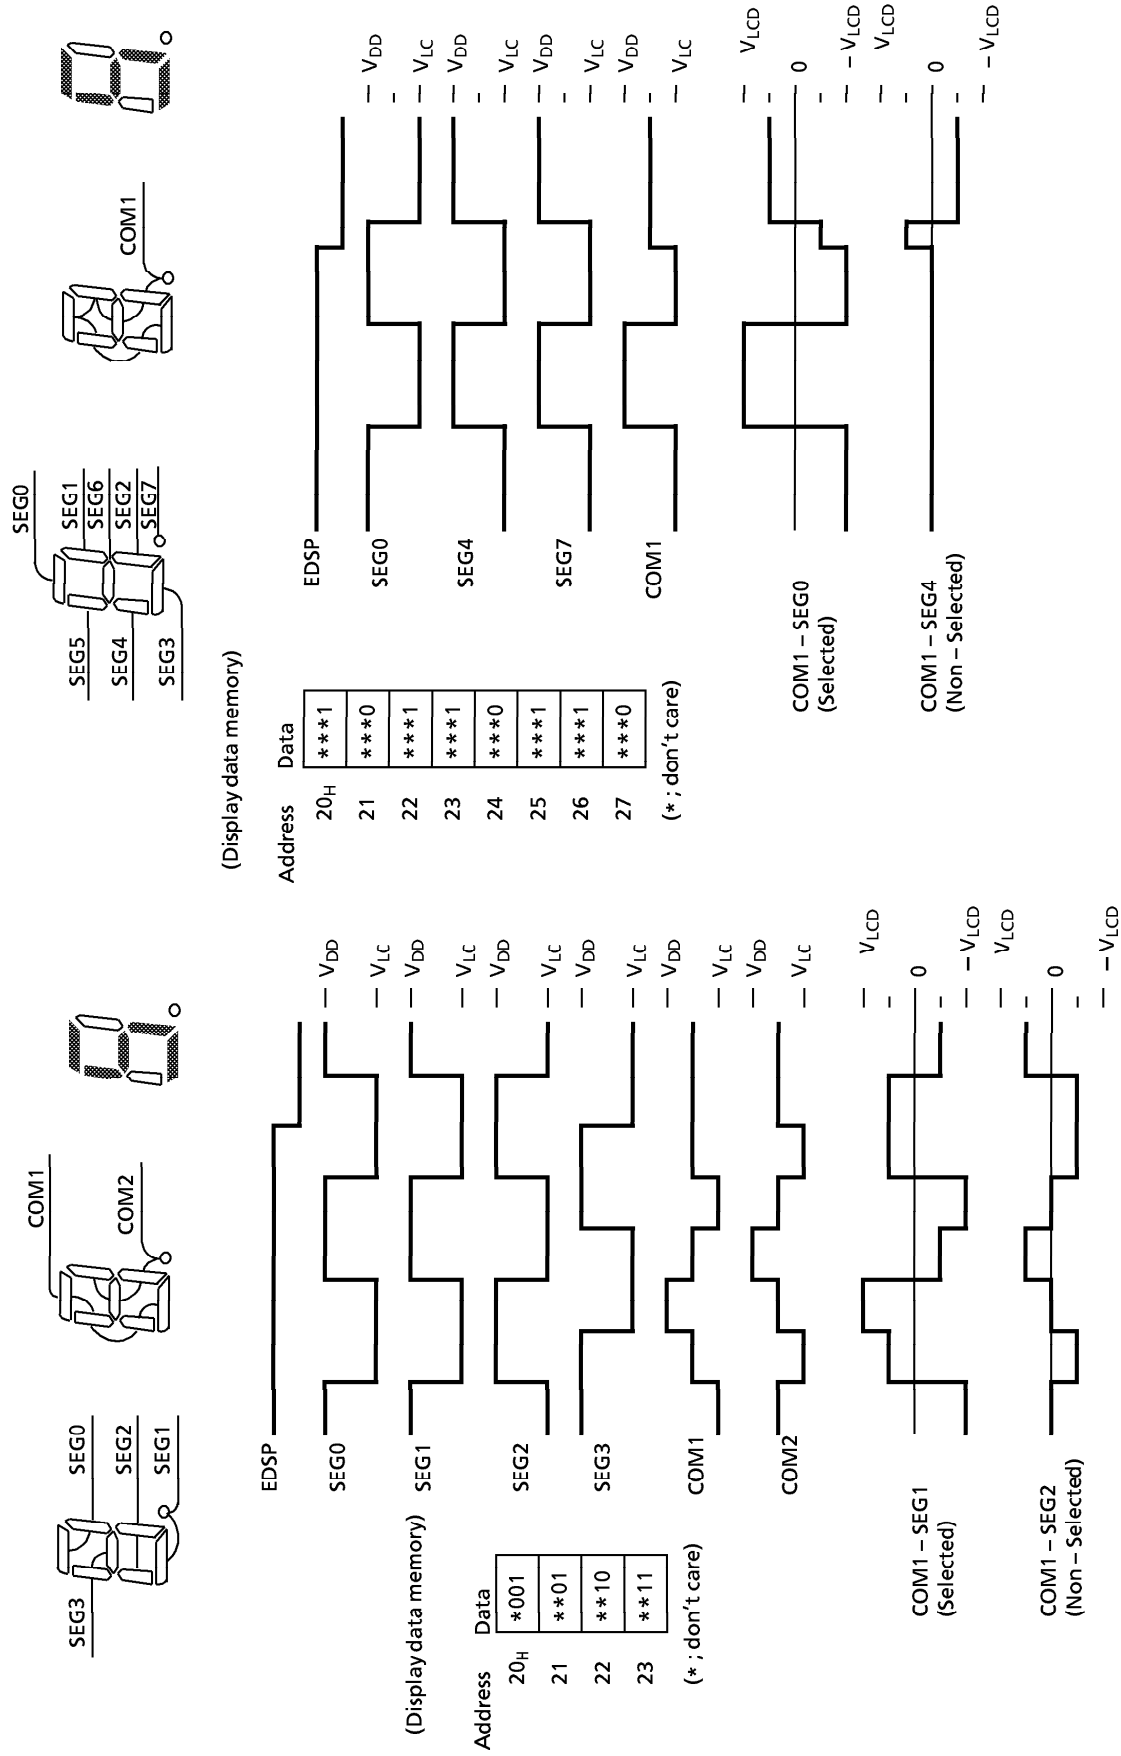 SEG3
SEG0
SEG2
SEG1
COM1
COM2
(Display data memory)
Address Data
20H *001
21 **01
22 **10
23 **11
(* ; don't care)
EDSP
SEG0
VDD
VLC
SEG1
VDD
VLC
SEG2
VDD
VLC
SEG3
VDD
VLC
COM1
VDD
VLC
COM2
VDD
VLC
COM1 – SEG1
(Selected)
VLCD
0
– VLCD
COM1 – SEG2
(Non – Selected)
VLCD
0
– VLCD
SEG5
SEG4
SEG3
SEG0
SEG1
SEG6
SEG2
SEG7
COM1
(Display data memory)
Address Data
20H ***1
21 ***0
22 ***1
23 ***1
24 ***0
25 ***1
26 ***1
27 ***0
(* ; don't care)
EDSP
SEG0
VDD
VLC
SEG4
VDD
VLC
SEG7
VDD
VLC
COM1
VDD
VLC
COM1 – SEG0
(Selected)
VLCD
0
– VLCD
COM1 – SEG4
(Non – Selected)
VLCD
0
– VLCD